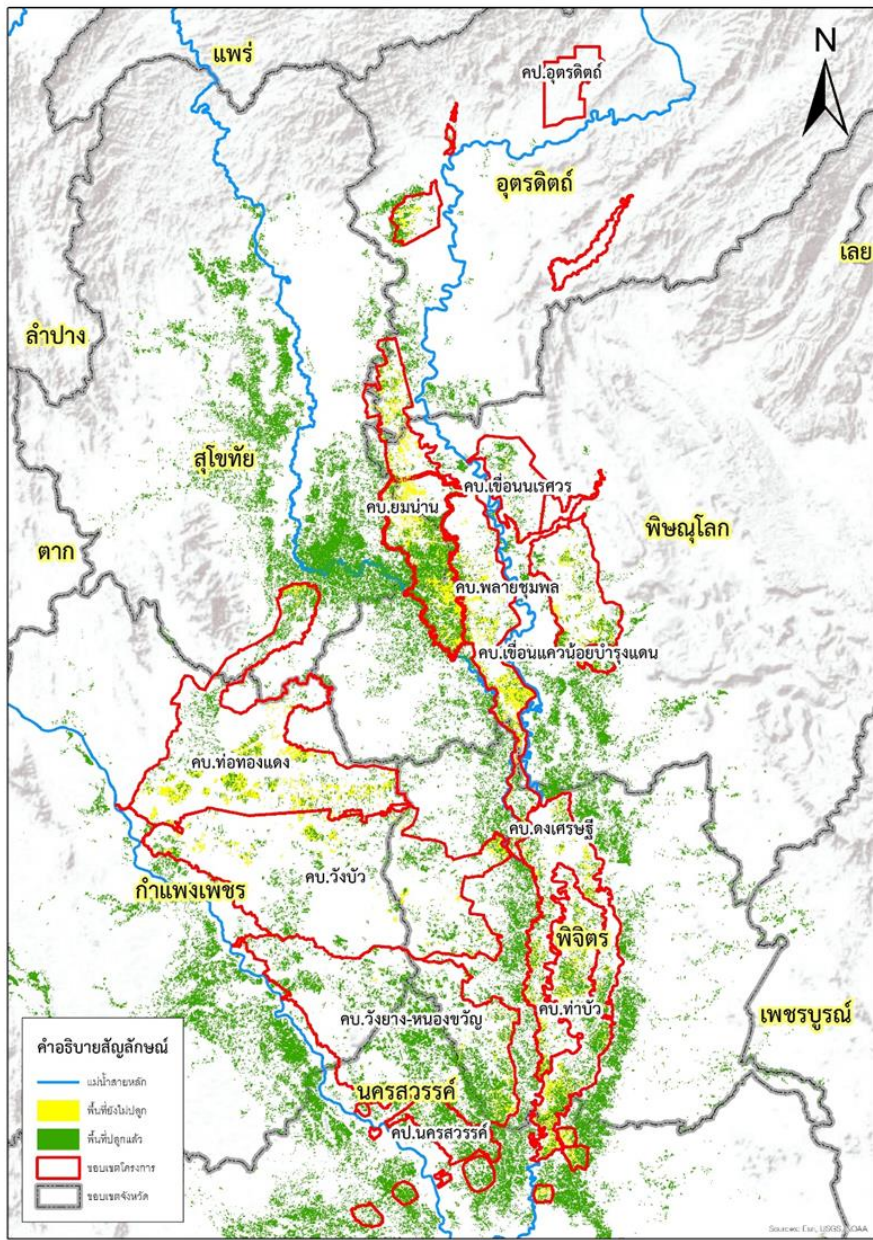 แพร่
N
คป.อุตรดิตถ์
อุตรดิตถ์
เลย
ลำปาง
สุโขทัย
คบ.เขื่อนนเรศวร
คบ.ยมน่าน
พิษณุโลก
ตาก
คบ.พลายชุมพล
คบ.เขื่อนแควน้อยบำรุงแดน
คบ.ท่อทองแดง
คบ.ดงเศรษฐี
คบ.วังบัว
กำแพงเพชร
พิจิตร
คบ.ท่าบัว
คบ.วังยาง-หนองขวัญ
เพชรบูรณ์
นครสวรรค์
คป.นครสวรรค์
คำอธิบายสัญลักษณ์
แม่น้ำสายหลัก
พื้นที่ยังไม่ปลูก
พื้นที่ปลูกแล้ว
ขอบเขตโครงการ
ขอบเขตจังหวัด
Sources: Esri, USGS, NOAA